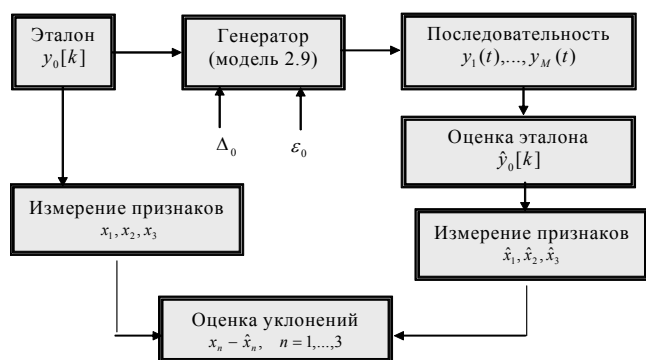 Эталон
y₀[k]
Генератор
(модель 2.9)
Последовательность
y₁(t),..., y_M(t)
Δ₀
ε₀
Оценка эталона
ŷ₀[k]
Измерение признаков
x₁, x₂, x₃
Измерение признаков
x̂₁, x̂₂, x̂₃
Оценка уклонений
xₙ − x̂ₙ, n = 1,...,3